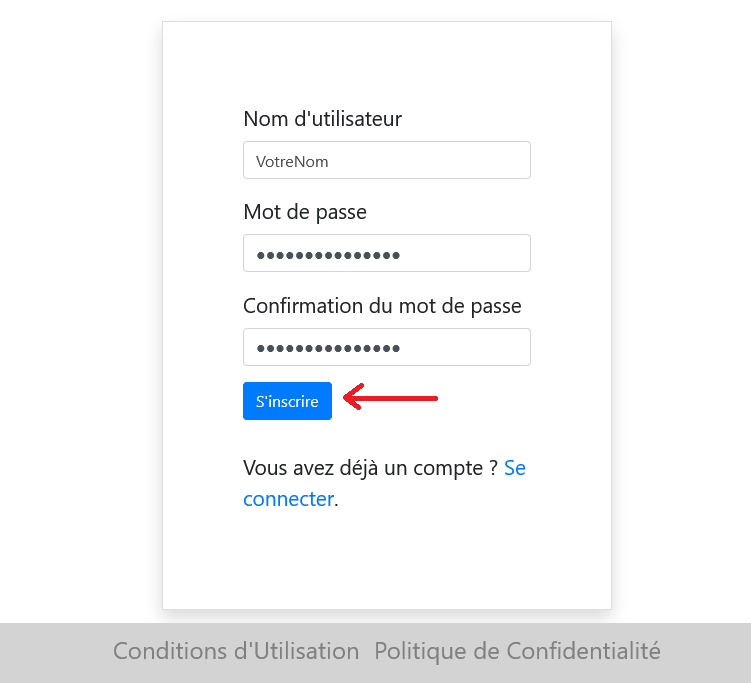 Nom d'utilisateur
VotreNom
Mot de passe
●●●●●●●●●●●●●●●
Confirmation du mot de passe
●●●●●●●●●●●●●●●
S'inscrire
Vous avez déjà un compte ? Se
connecter.
Conditions d'Utilisation Politique de Confidentialité